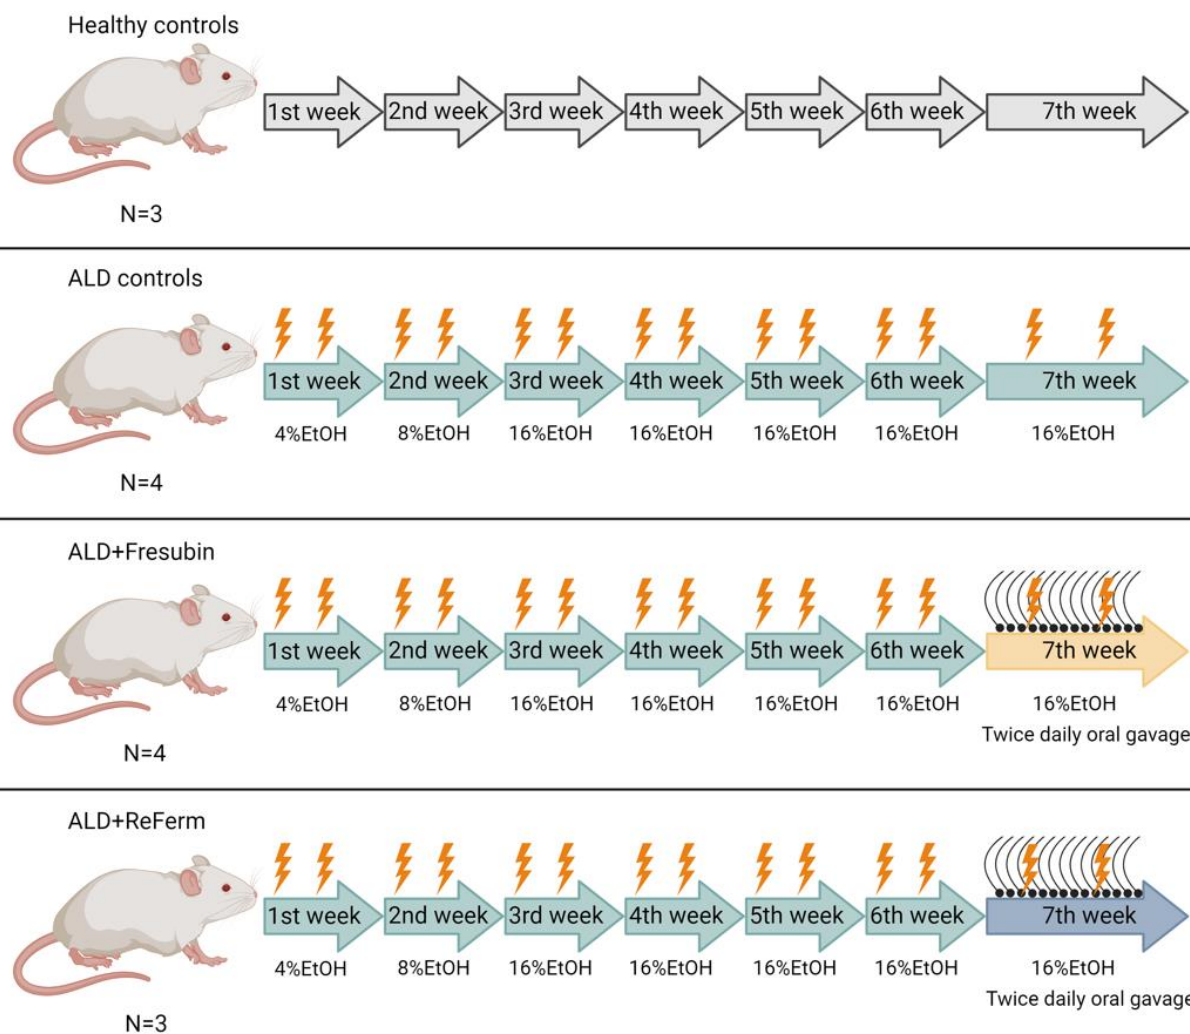 Healthy controls
1st week 2nd week 3rd week 4th week 5th week 6th week 7th week
N=3
ALD controls
1st week 2nd week 3rd week 4th week 5th week 6th week 7th week
4%EtOH 8%EtOH 16%EtOH 16%EtOH 16%EtOH 16%EtOH 16%EtOH
N=4
ALD+Fresubin
1st week 2nd week 3rd week 4th week 5th week 6th week 7th week
4%EtOH 8%EtOH 16%EtOH 16%EtOH 16%EtOH 16%EtOH 16%EtOH
Twice daily oral gavage
N=4
ALD+ReFerm
1st week 2nd week 3rd week 4th week 5th week 6th week 7th week
4%EtOH 8%EtOH 16%EtOH 16%EtOH 16%EtOH 16%EtOH 16%EtOH
Twice daily oral gavage
N=3